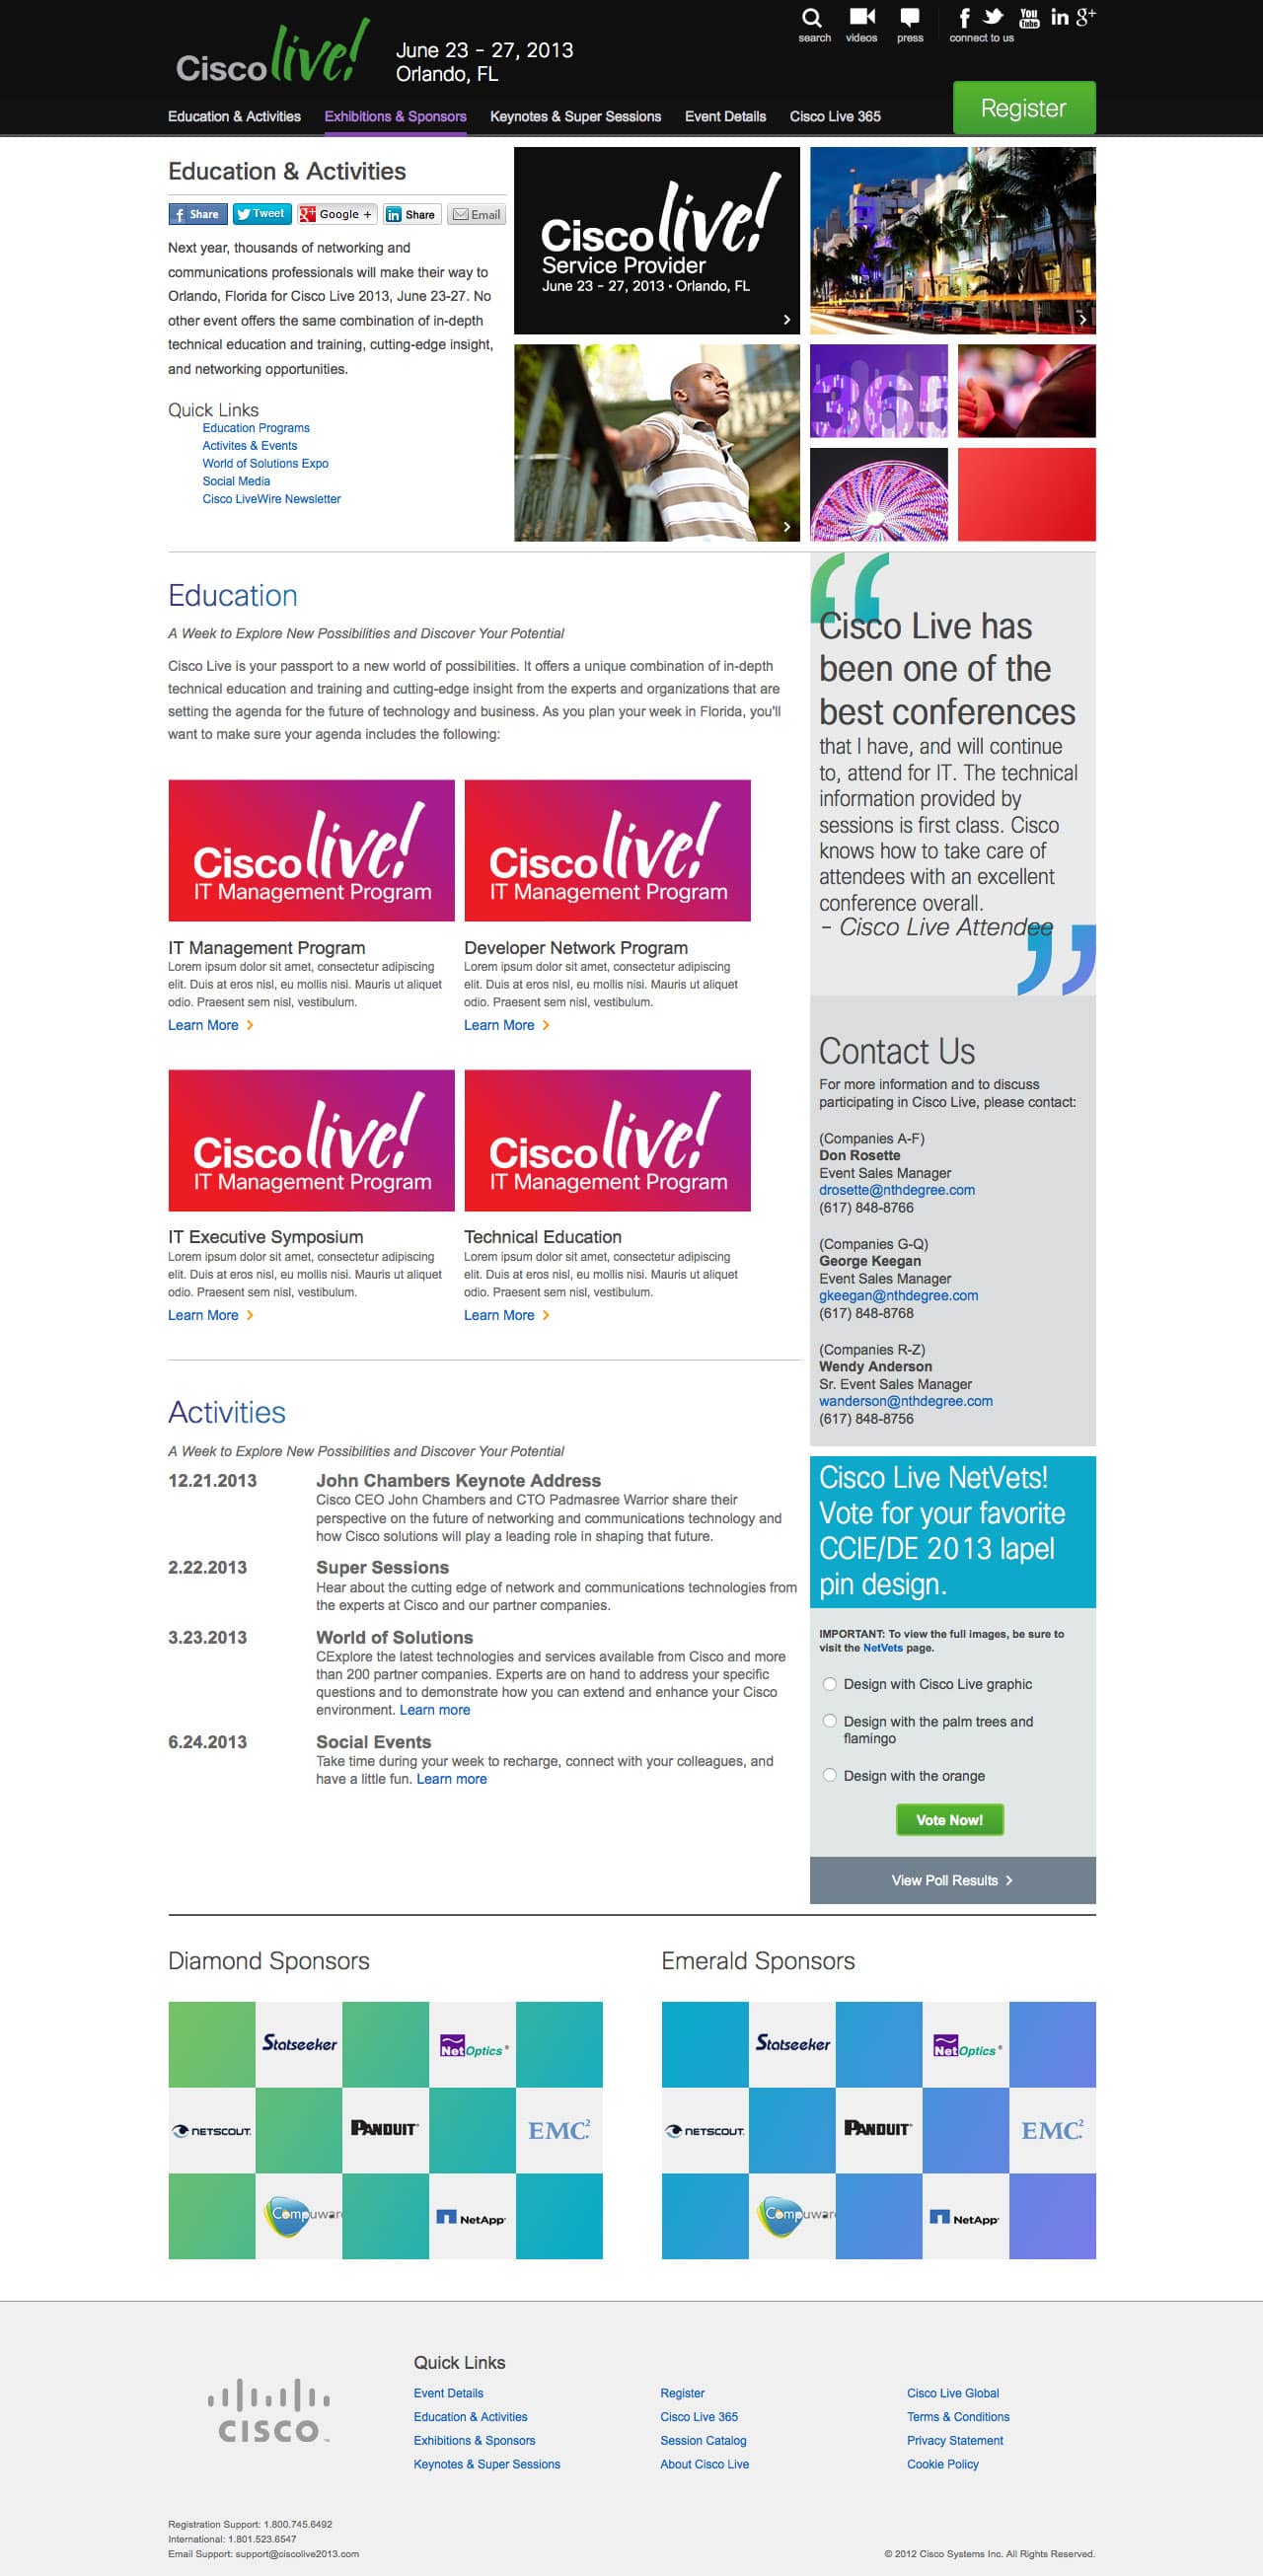 Cisco live!
June 23 - 27, 2013
Orlando, FL
search
videos
press
connect to us
Education & Activities
Exhibitions & Sponsors
Keynotes & Super Sessions
Event Details
Cisco Live 365
Register
Education & Activities
Share
Tweet
Google +
Share
Email
Next year, thousands of networking and
communications professionals will make their way to
Orlando, Florida for Cisco Live 2013, June 23-27. No
other event offers the same combination of in-depth
technical education and training, cutting-edge insight,
and networking opportunities.
Quick Links
Education Programs
Activites & Events
World of Solutions Expo
Social Media
Cisco LiveWire Newsletter
Cisco live!
Service Provider
June 23 - 27, 2013 • Orlando, FL
365
Education
A Week to Explore New Possibilities and Discover Your Potential
Cisco Live is your passport to a new world of possibilities. It offers a unique combination of in-depth
technical education and training and cutting-edge insight from the experts and organizations that are
setting the agenda for the future of technology and business. As you plan your week in Florida, you'll
want to make sure your agenda includes the following:
Cisco live!
IT Management Program
IT Management Program
Lorem ipsum dolor sit amet, consectetur adipiscing
elit. Duis at eros nisl, eu mollis nisi. Mauris ut aliquet
odio. Praesent sem nisl, vestibulum.
Learn More
Cisco live!
IT Management Program
Developer Network Program
Lorem ipsum dolor sit amet, consectetur adipiscing
elit. Duis at eros nisl, eu mollis nisi. Mauris ut aliquet
odio. Praesent sem nisl, vestibulum.
Learn More
Cisco live!
IT Management Program
IT Executive Symposium
Lorem ipsum dolor sit amet, consectetur adipiscing
elit. Duis at eros nisl, eu mollis nisi. Mauris ut aliquet
odio. Praesent sem nisl, vestibulum.
Learn More
Cisco live!
IT Management Program
Technical Education
Lorem ipsum dolor sit amet, consectetur adipiscing
elit. Duis at eros nisl, eu mollis nisi. Mauris ut aliquet
odio. Praesent sem nisl, vestibulum.
Learn More
Activities
A Week to Explore New Possibilities and Discover Your Potential
12.21.2013
John Chambers Keynote Address
Cisco CEO John Chambers and CTO Padmasree Warrior share their
perspective on the future of networking and communications technology and
how Cisco solutions will play a leading role in shaping that future.
2.22.2013
Super Sessions
Hear about the cutting edge of network and communications technologies from
the experts at Cisco and our partner companies.
3.23.2013
World of Solutions
CExplore the latest technologies and services available from Cisco and more
than 200 partner companies. Experts are on hand to address your specific
questions and to demonstrate how you can extend and enhance your Cisco
environment. Learn more
6.24.2013
Social Events
Take time during your week to recharge, connect with your colleagues, and
have a little fun. Learn more
“
Cisco Live has
been one of the
best conferences
that I have, and will continue
to, attend for IT. The technical
information provided by
sessions is first class. Cisco
knows how to take care of
attendees with an excellent
conference overall.
- Cisco Live Attendee
”
Contact Us
For more information and to discuss
participating in Cisco Live, please contact:
(Companies A-F)
Don Rosette
Event Sales Manager
drosette@nthdegree.com
(617) 848-8766
(Companies G-Q)
George Keegan
Event Sales Manager
gkeegan@nthdegree.com
(617) 848-8768
(Companies R-Z)
Wendy Anderson
Sr. Event Sales Manager
wanderson@nthdegree.com
(617) 848-8756
Cisco Live NetVets!
Vote for your favorite
CCIE/DE 2013 lapel
pin design.
IMPORTANT: To view the full images, be sure to
visit the NetVets page.
Design with Cisco Live graphic
Design with the palm trees and
flamingo
Design with the orange
Vote Now!
View Poll Results
Diamond Sponsors
Statseeker
NetOptics
NETSCOUT.
PANDUIT
EMC²
Compuware
NetApp
Emerald Sponsors
Statseeker
NetOptics
NETSCOUT.
PANDUIT
EMC²
Compuware
NetApp
CISCO
Quick Links
Event Details
Education & Activities
Exhibitions & Sponsors
Keynotes & Super Sessions
Register
Cisco Live 365
Session Catalog
About Cisco Live
Cisco Live Global
Terms & Conditions
Privacy Statement
Cookie Policy
Registration Support: 1.800.745.6492
International: 1.801.523.6547
Email Support: support@ciscolive2013.com
© 2012 Cisco Systems Inc. All Rights Reserved.